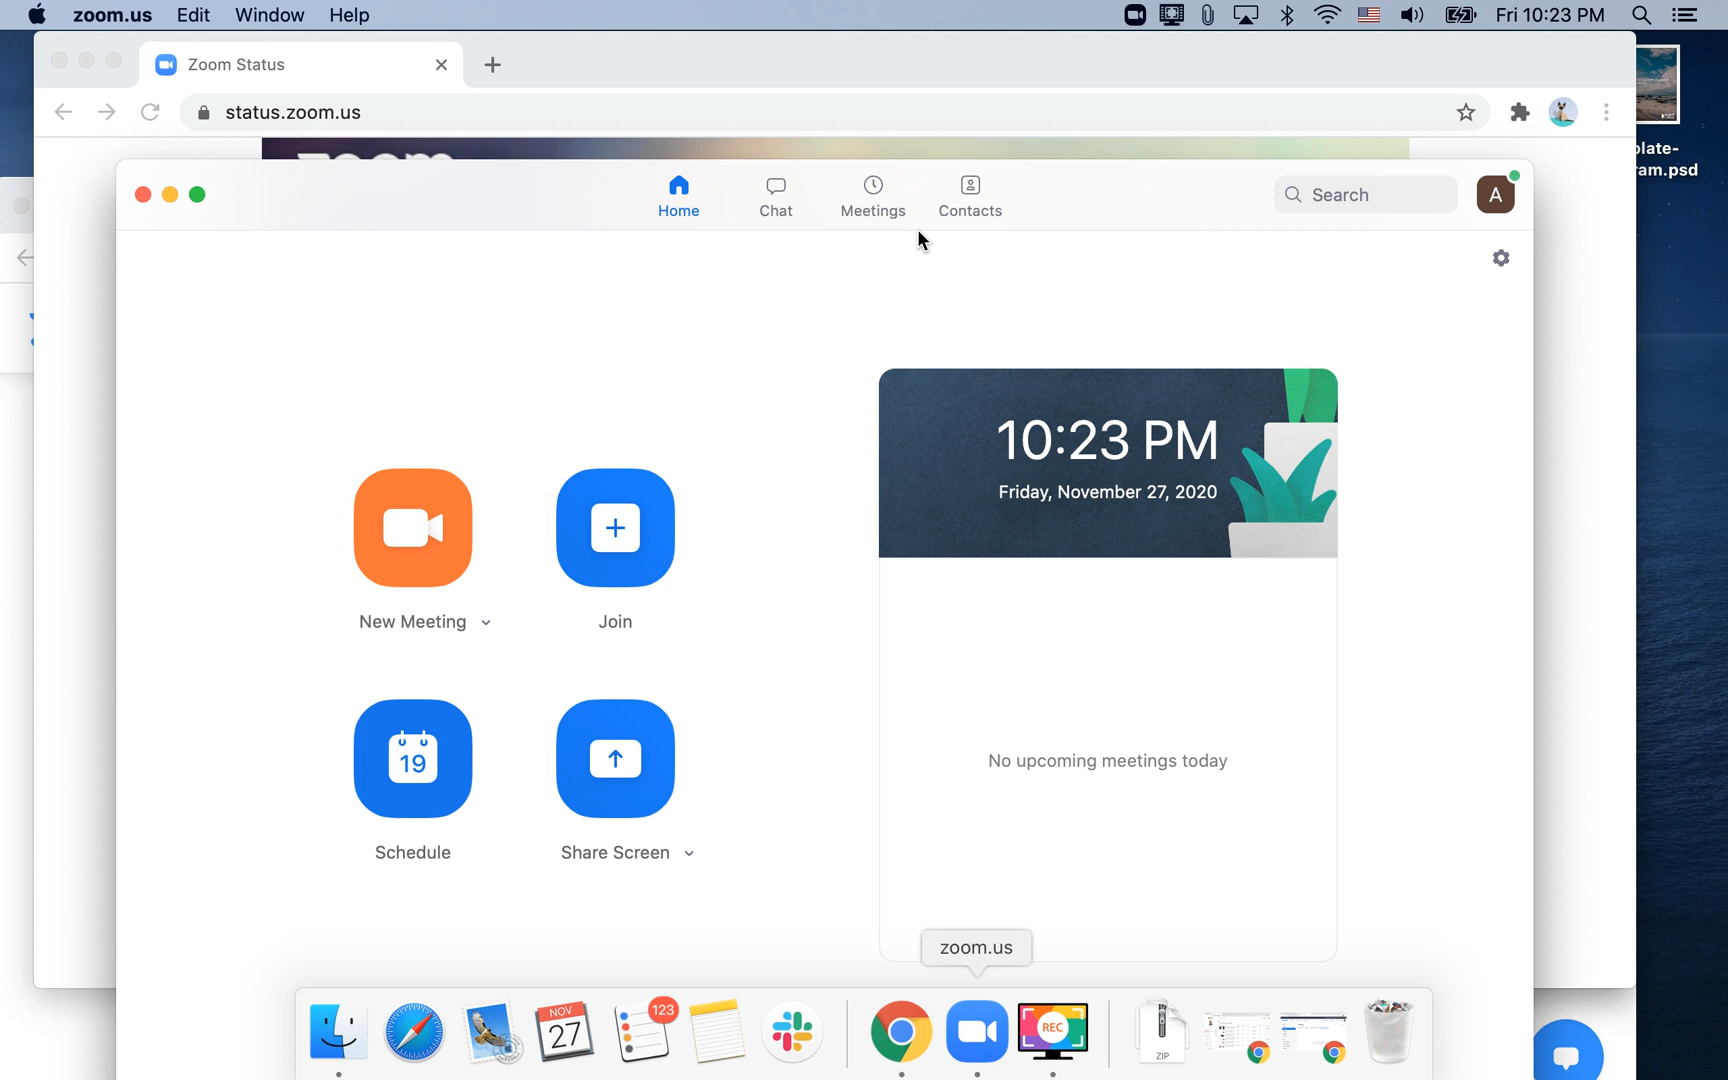 zoom.us Edit Window Help Fri 10:23 PM
Zoom Status
status.zoom.us
zoom
plate-
ram.psd
Home Chat Meetings Contacts Search A
10:23 PM
Friday, November 27, 2020
New Meeting Join
19
Schedule Share Screen
No upcoming meetings today
zoom.us
NOV
27
123
REC
ZIP